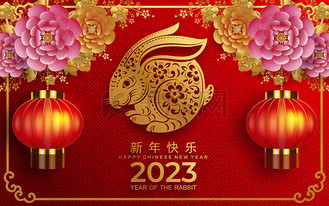 新年快乐
HAPPY CHINESE NEW YEAR
2023
YEAR OF THE RABBIT